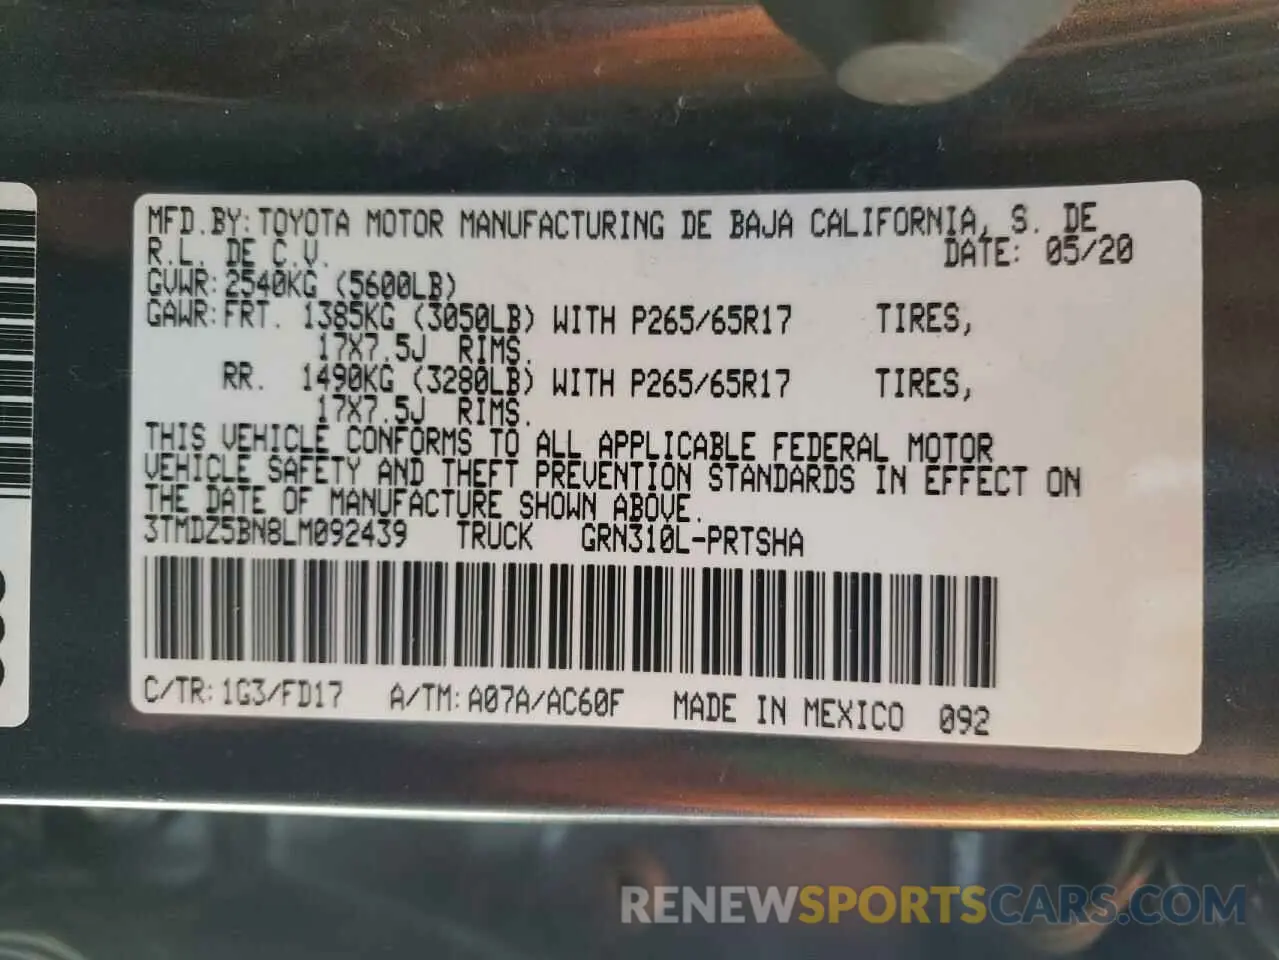 MFD.BY: TOYOTA MOTOR MANUFACTURING DE BAJA CALIFORNIA, S. DE
R.L. DE C.V. DATE: 05/20
GVWR: 2540KG (5600LB)
GAWR: FRT. 1385KG (3050LB) WITH P265/65R17 TIRES,
17X7.5J RIMS.
RR. 1490KG (3280LB) WITH P265/65R17 TIRES,
17X7.5J RIMS.
THIS VEHICLE CONFORMS TO ALL APPLICABLE FEDERAL MOTOR
VEHICLE SAFETY AND THEFT PREVENTION STANDARDS IN EFFECT ON
THE DATE OF MANUFACTURE SHOWN ABOVE.
3TMDZ5BN8LM092439 TRUCK GRN310L-PRTSHA
C/TR: 1G3/FD17 A/TM: A07A/AC60F MADE IN MEXICO 092
RENEWSPORTSCARS.COM